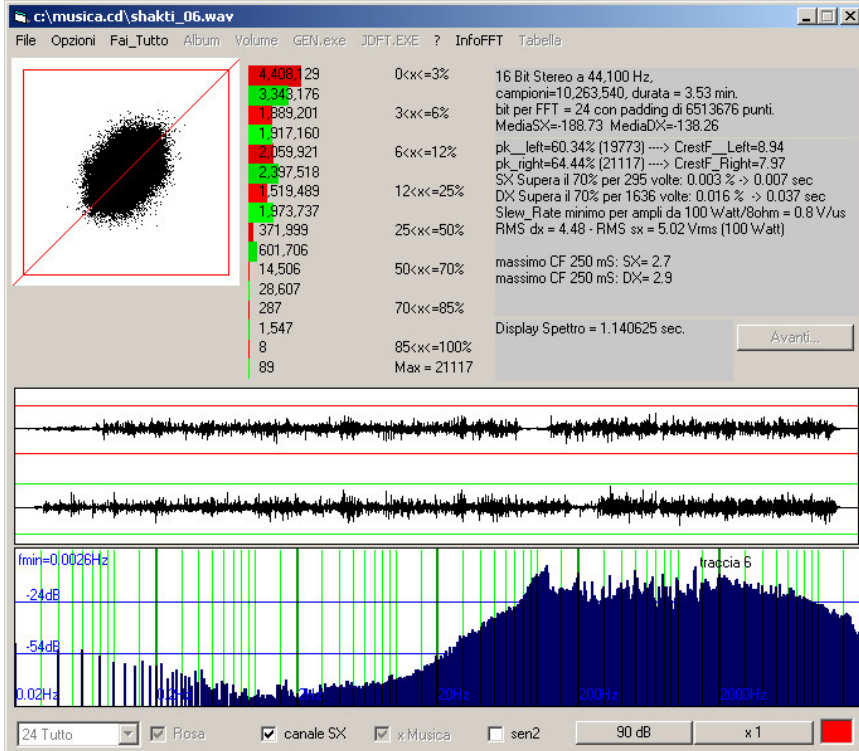 c:\musica.cd\shakti_06.wav
File Opzioni Fai_Tutto Album Volume GEN.exe JDFT.EXE ? InfoFFT Tabella
4,408,129 0<x<=3%
3,343,176
1,889,201 3<x<=6%
1,917,160
2,059,921 6<x<=12%
2,397,518
1,519,489 12<x<=25%
1,973,737
371,999 25<x<=50%
601,706
14,506 50<x<=70%
28,607
287 70<x<=85%
1,547
8 85<x<=100%
89 Max = 21117
16 Bit Stereo a 44,100 Hz,
campioni=10,263,540, durata = 3.53 min.
bit per FFT = 24 con padding di 6513676 punti.
MediaSX=-188.73 MediaDX=-138.26
pk__left=60.34% (19773) ----> CrestF__Left=8.94
pk_right=64.44% (21117) ----> CrestF_Right=7.97
SX Supera il 70% per 295 volte: 0.003 % -> 0.007 sec
DX Supera il 70% per 1636 volte: 0.016 % -> 0.037 sec
Slew_Rate minimo per ampli da 100 Watt/8ohm = 0.8 V/us
RMS dx = 4.48 - RMS sx = 5.02 Vrms (100 Watt)
massimo CF 250 mS: SX= 2.7
massimo CF 250 mS: DX= 2.9
Display Spettro = 1.140625 sec.
Avanti...
fmin=0.0026Hz
traccia 6
-24dB
-54dB
0.02Hz 0.2Hz 2Hz 20Hz 200Hz 2000Hz
24 Tutto Rosa canale SX x Musica sen2 90 dB x 1